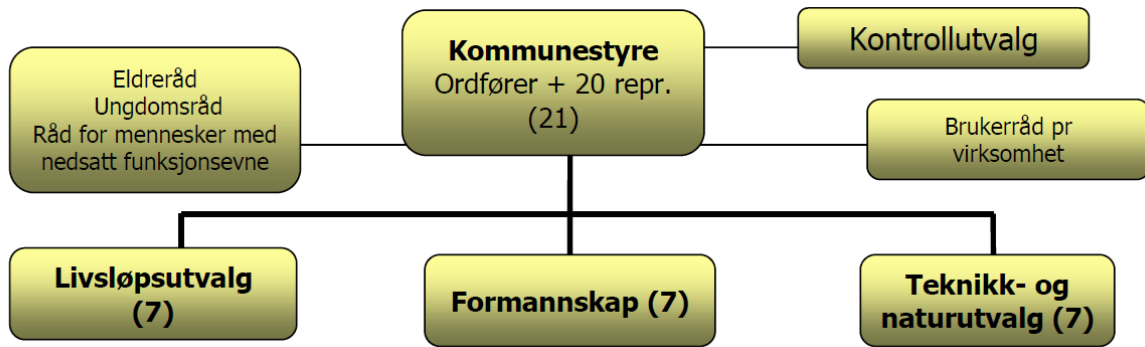 Kommunestyre
Ordfører + 20 repr.
(21)
Kontrollutvalg
Eldreråd
Ungdomsråd
Råd for mennesker med
nedsatt funksjonsevne
Brukerråd pr
virksomhet
Livsløpsutvalg
(7)
Formannskap (7)
Teknikk- og
naturutvalg (7)